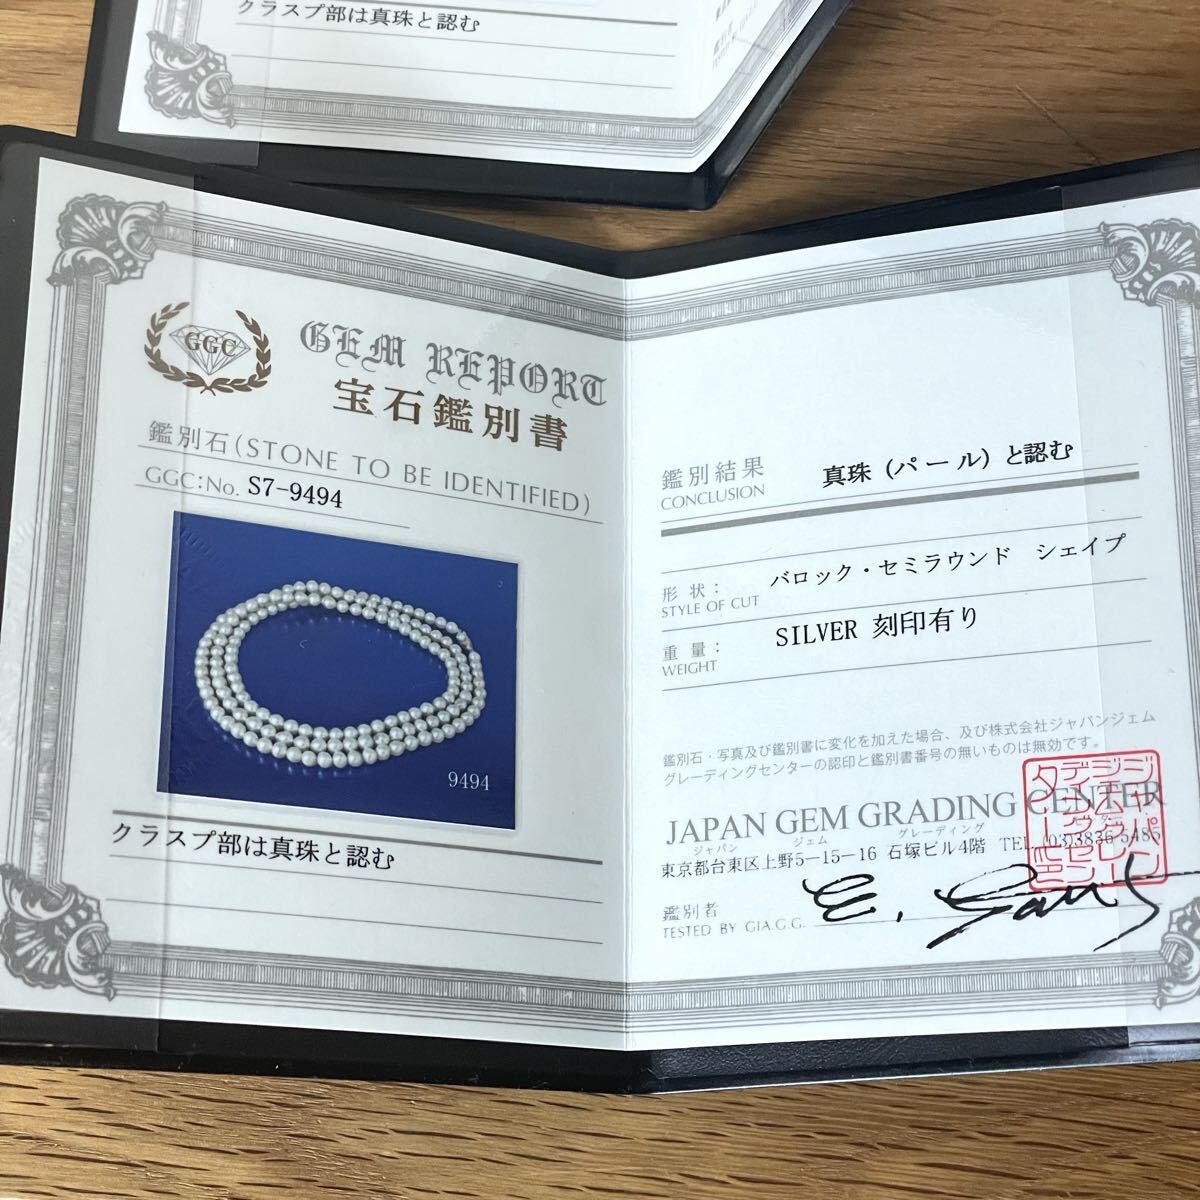 クラスプ部は真珠と認む
GGC
GEM REPORT
宝石鑑別書
鑑別石(STONE TO BE IDENTIFIED)
GGC:No. S7-9494
9494
クラスプ部は真珠と認む
鑑別結果 真珠 (パール) と認む
CONCLUSION
形状: バロック・セミラウンド シェイプ
STYLE OF CUT
重量: SILVER 刻印有り
WEIGHT
鑑別石・写真及び鑑別書に変化を加えた場合、及び株式会社ジャパンジェム
グレーディングセンターの認印と鑑別書番号の無いものは無効です。
JAPAN GEM GRADING CENTER
ジャパン ジェム グレーディング
東京都台東区上野5-15-16 石塚ビル4階 TEL (03)3836-5485
鑑別者
TESTED BY GIA.G.G.